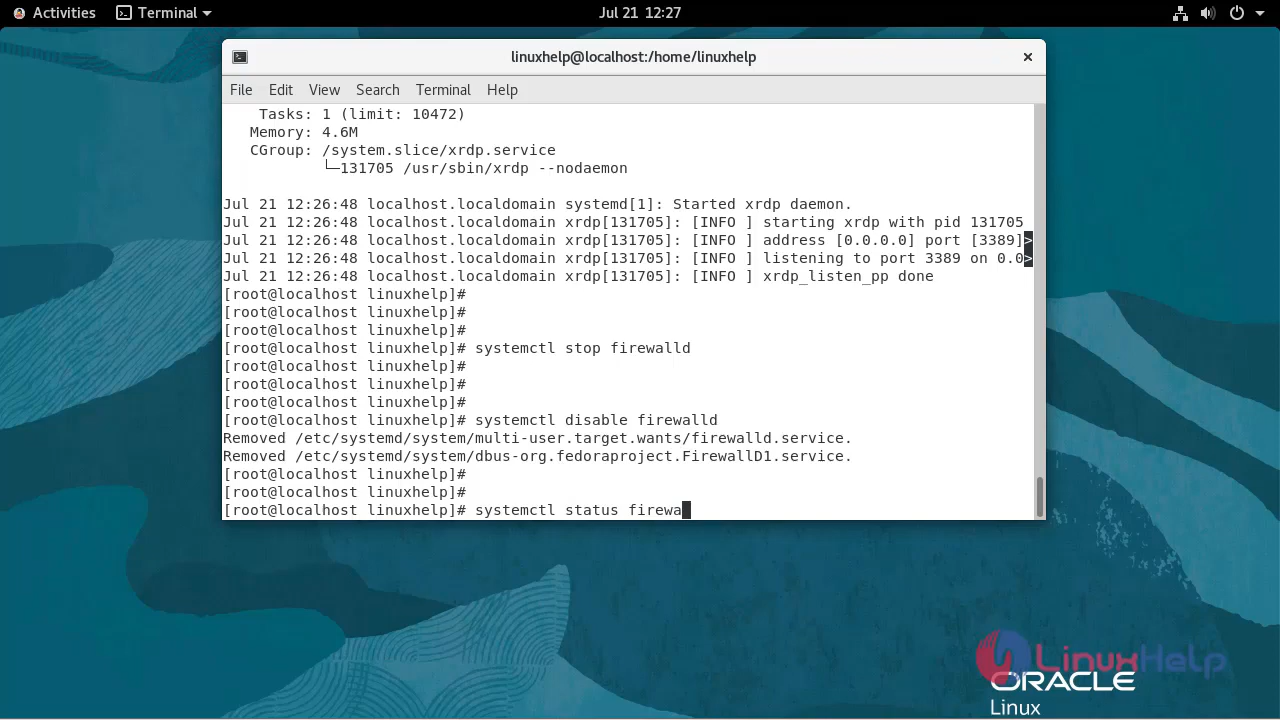 Activities Terminal Jul 21 12:27
linuxhelp@localhost:/home/linuxhelp
File Edit View Search Terminal Help
Tasks: 1 (limit: 10472)
Memory: 4.6M
CGroup: /system.slice/xrdp.service
└─131705 /usr/sbin/xrdp --nodaemon
Jul 21 12:26:48 localhost.localdomain systemd[1]: Started xrdp daemon.
Jul 21 12:26:48 localhost.localdomain xrdp[131705]: [INFO ] starting xrdp with pid 131705
Jul 21 12:26:48 localhost.localdomain xrdp[131705]: [INFO ] address [0.0.0.0] port [3389]>
Jul 21 12:26:48 localhost.localdomain xrdp[131705]: [INFO ] listening to port 3389 on 0.0>
Jul 21 12:26:48 localhost.localdomain xrdp[131705]: [INFO ] xrdp_listen_pp done
[root@localhost linuxhelp]#
[root@localhost linuxhelp]#
[root@localhost linuxhelp]#
[root@localhost linuxhelp]# systemctl stop firewalld
[root@localhost linuxhelp]#
[root@localhost linuxhelp]#
[root@localhost linuxhelp]#
[root@localhost linuxhelp]# systemctl disable firewalld
Removed /etc/systemd/system/multi-user.target.wants/firewalld.service.
Removed /etc/systemd/system/dbus-org.fedoraproject.FirewallD1.service.
[root@localhost linuxhelp]#
[root@localhost linuxhelp]#
[root@localhost linuxhelp]# systemctl status firewa
LinuxHelp
ORACLE
Linux